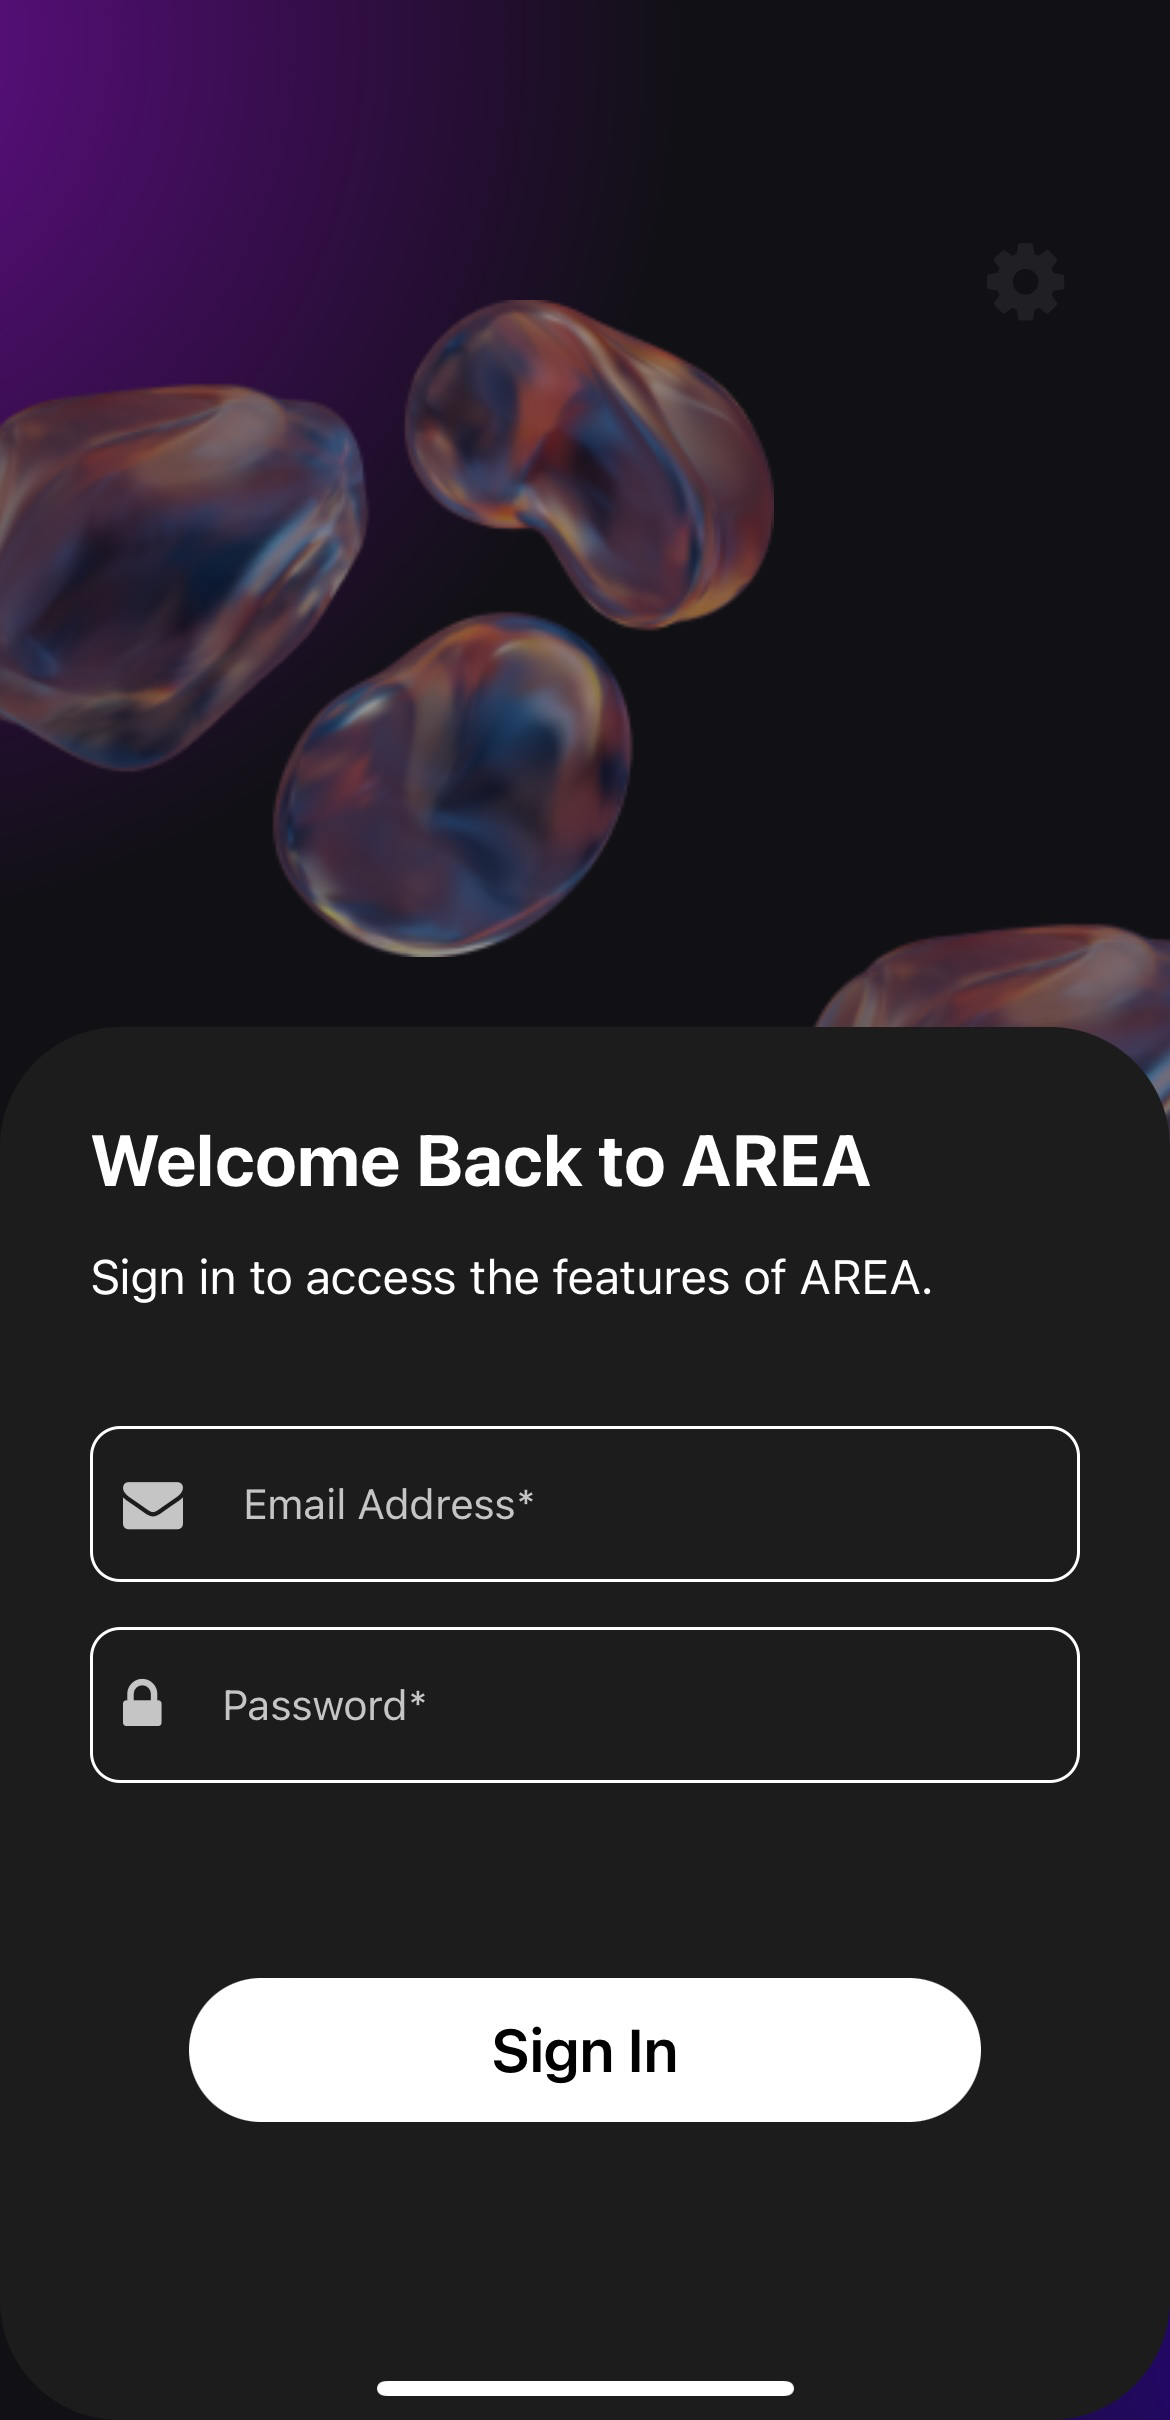 Welcome Back to AREA
Sign in to access the features of AREA.
Email Address*
Password*
Sign In